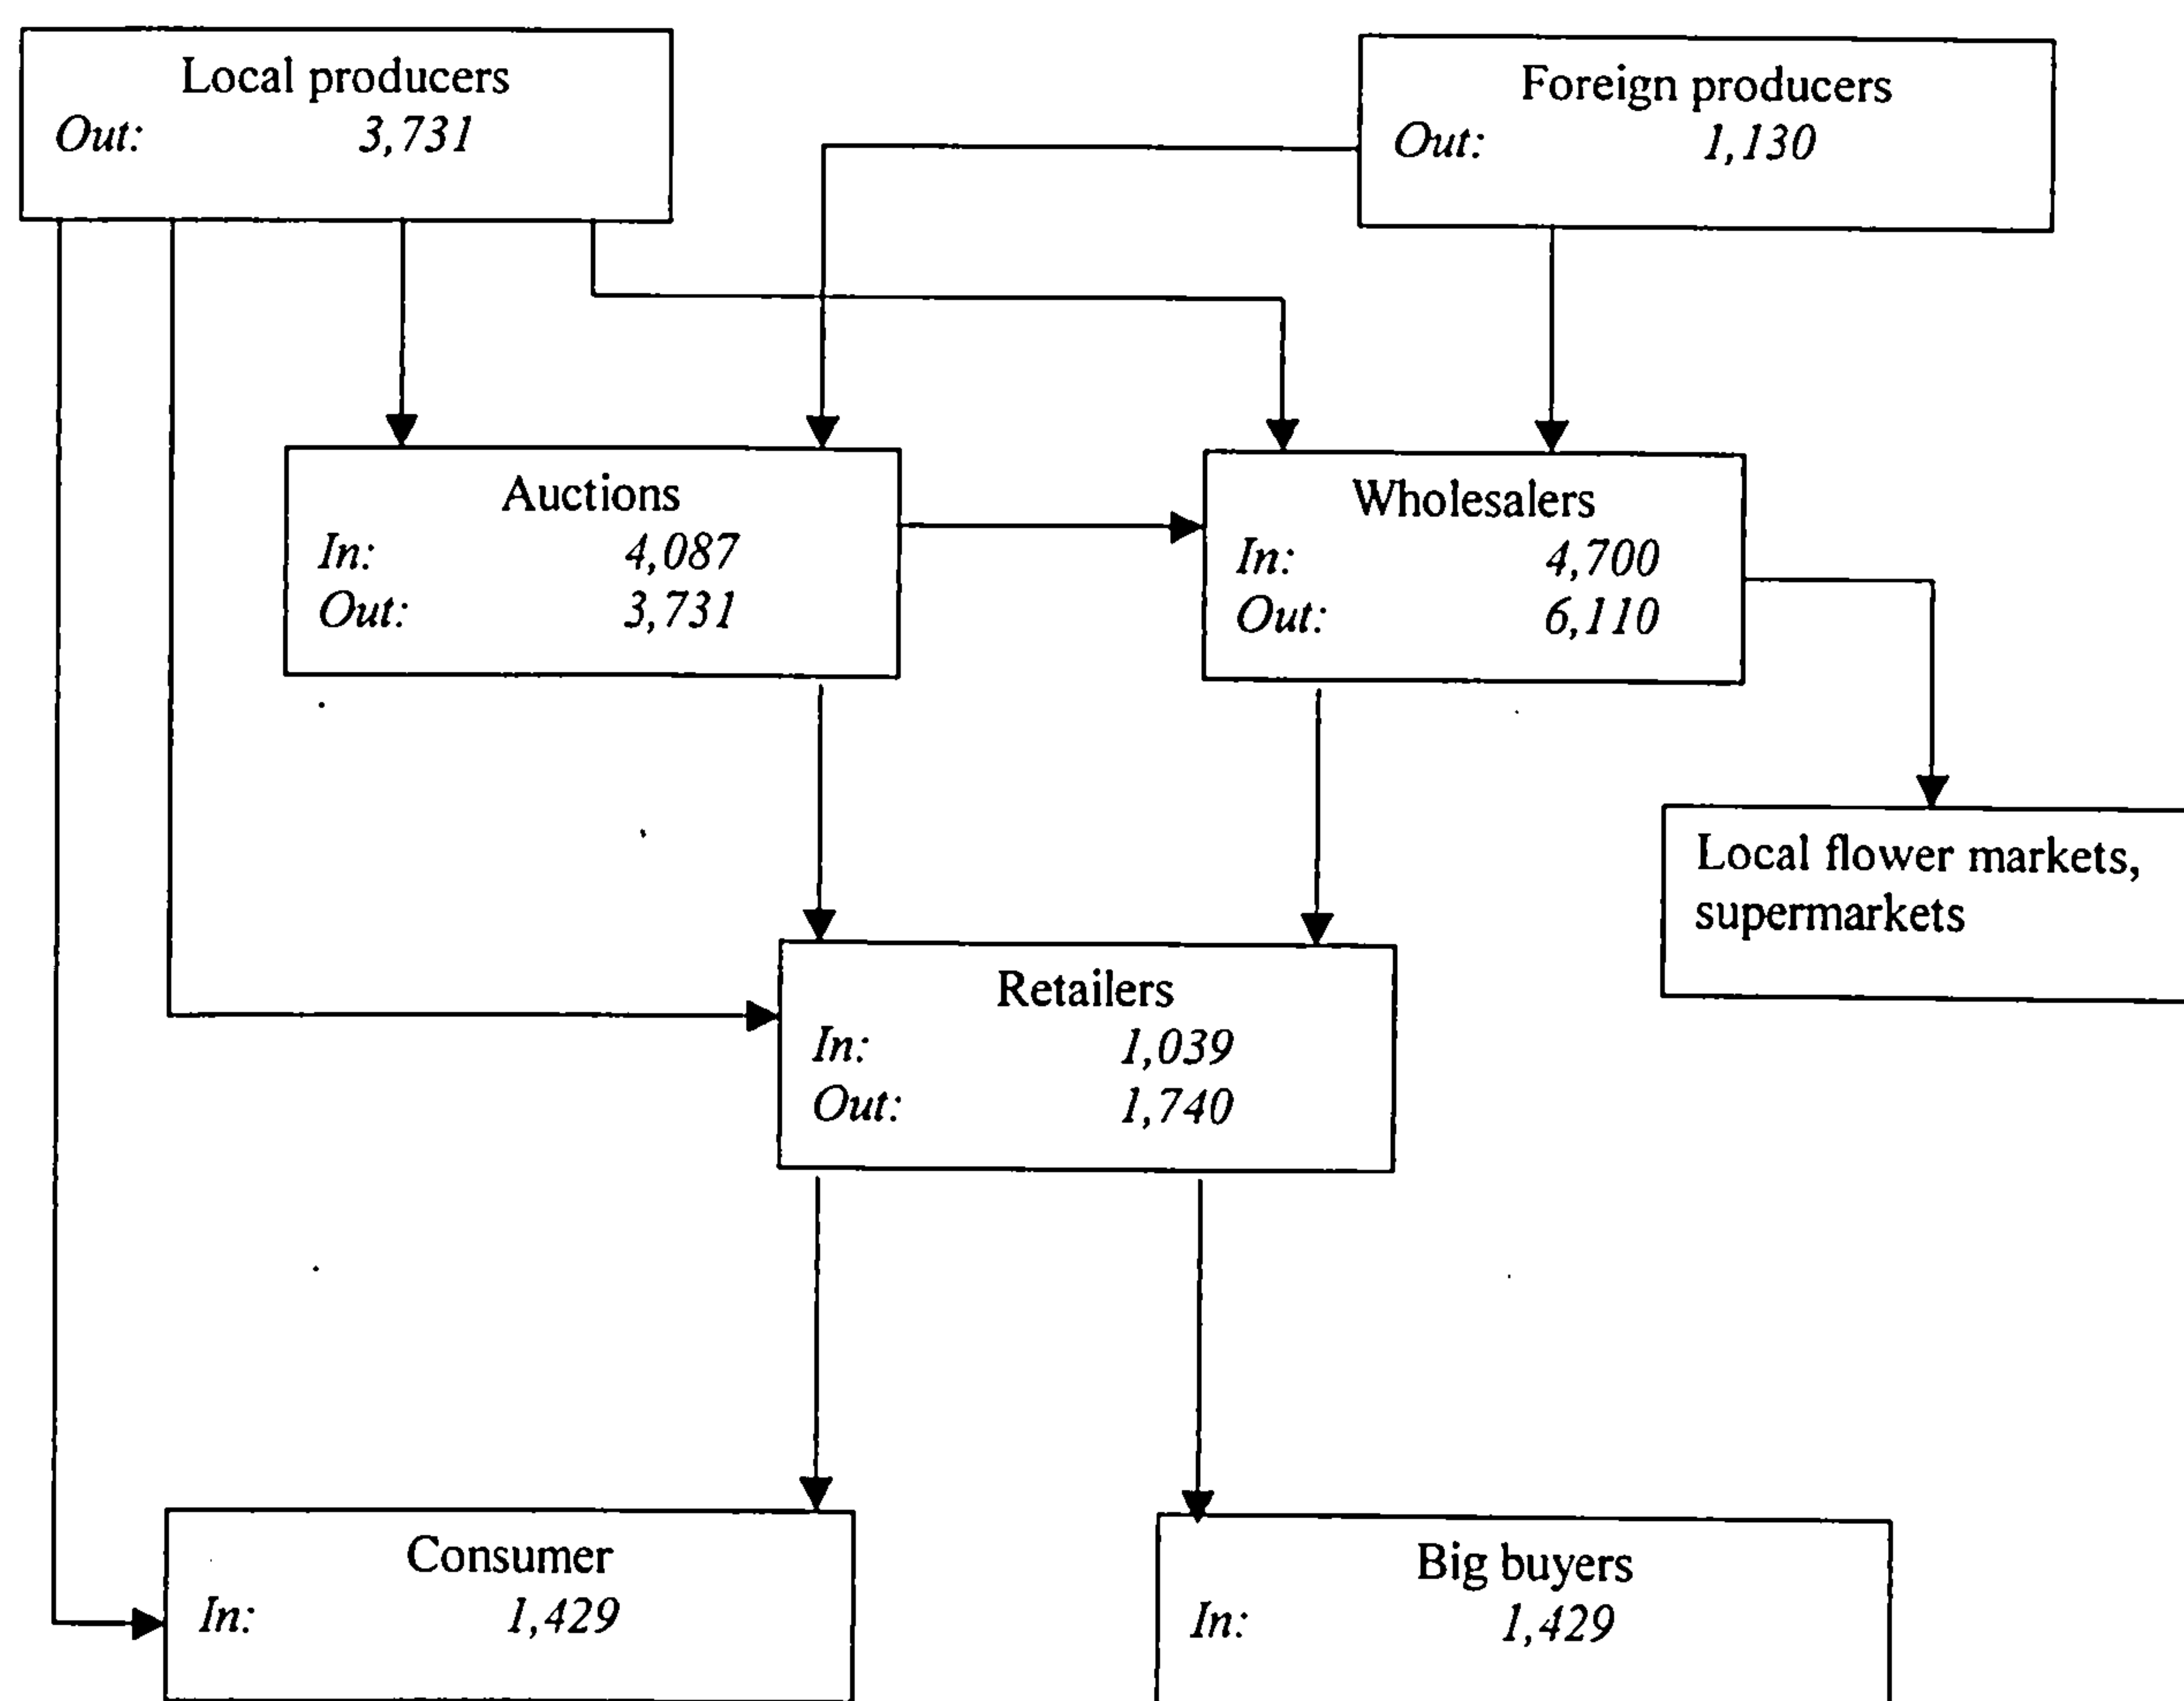 Local producers
Out: 3,731
Foreign producers
Out: 1,130
Auctions
In: 4,087
Out: 3,731
Wholesalers
In: 4,700
Out: 6,110
Local flower markets,
supermarkets
Retailers
In: 1,039
Out: 1,740
Consumer
In: 1,429
Big buyers
In: 1,429